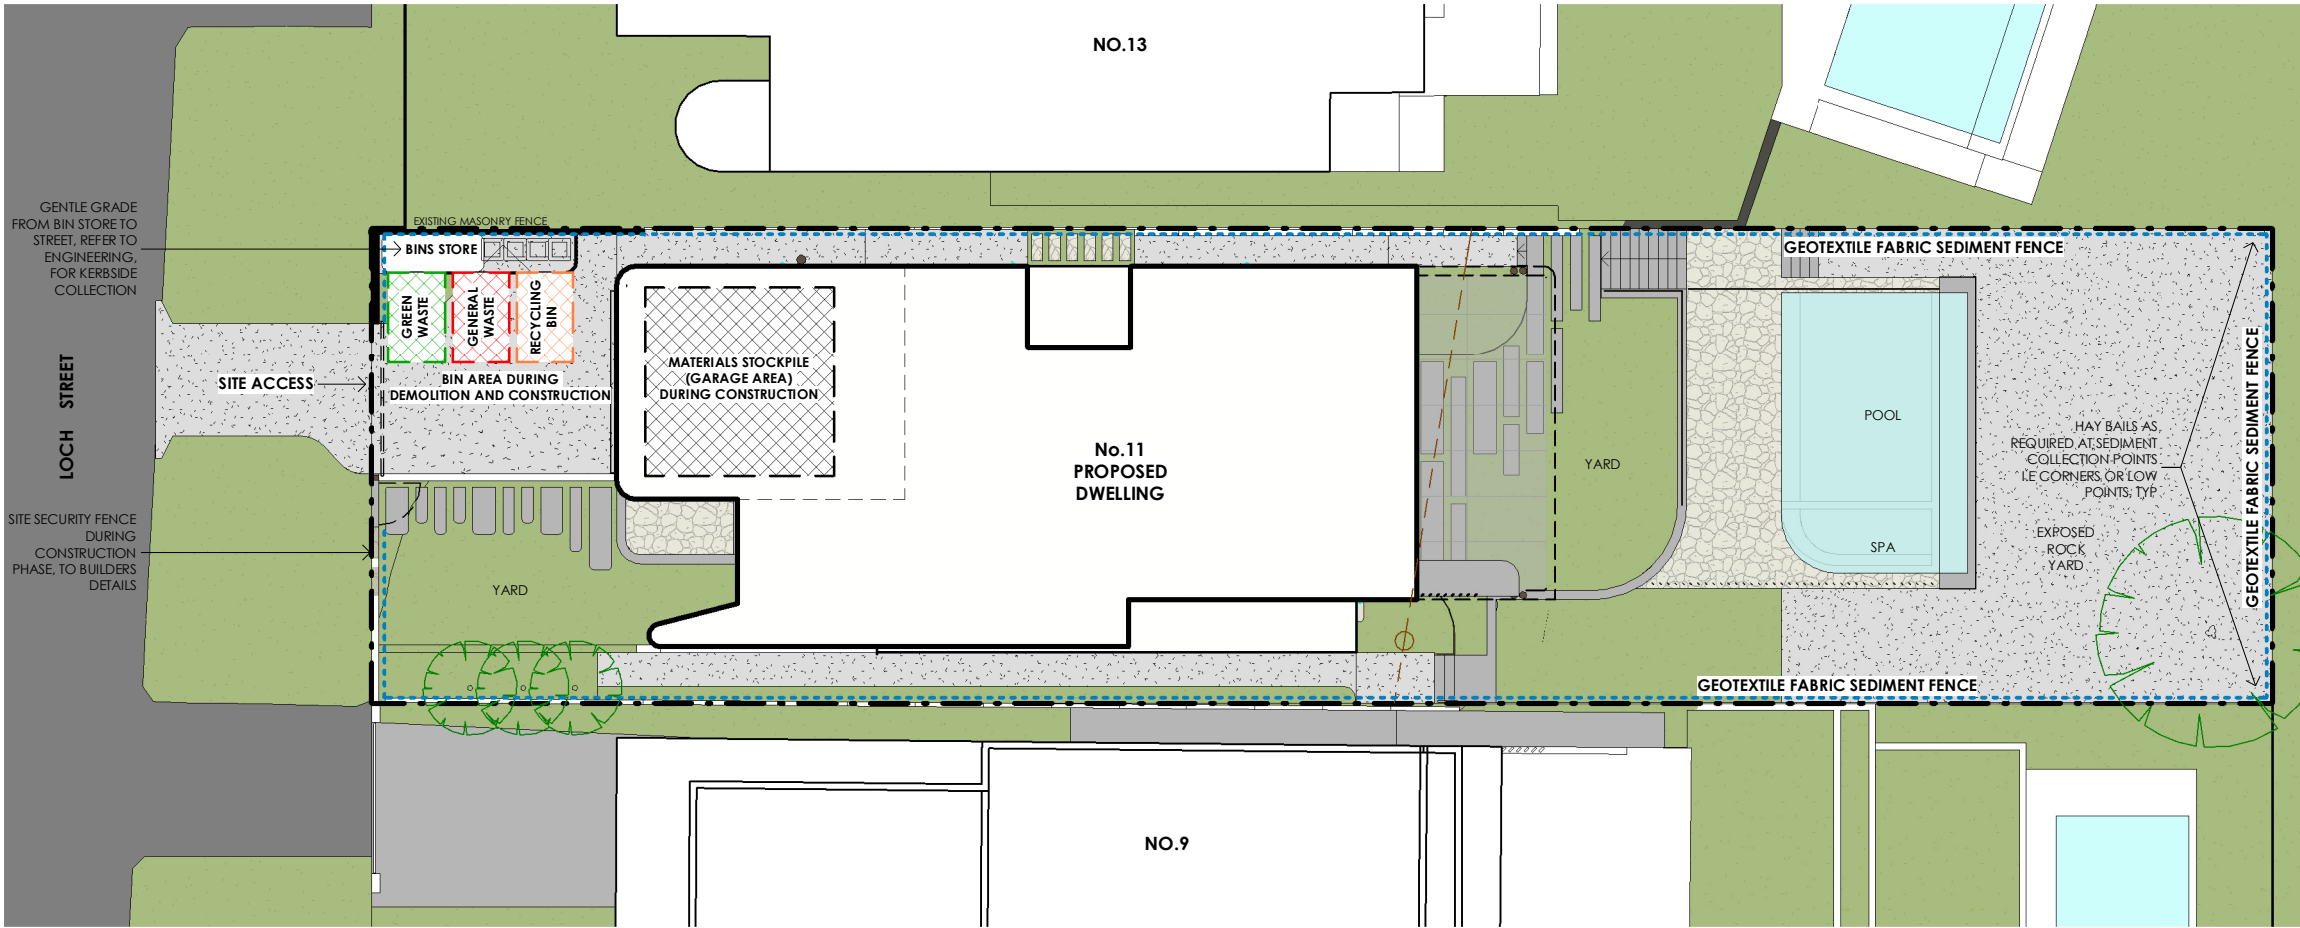 NO.13
GENTLE GRADE
FROM BIN STORE TO
STREET, REFER TO
ENGINEERING,
FOR KERBSIDE
COLLECTION
EXISTING MASONRY FENCE
BINS STORE
GREEN
WASTE
GENERAL
WASTE
RECYCLING
BIN
BIN AREA DURING
DEMOLITION AND CONSTRUCTION
SITE ACCESS
LOCH STREET
SITE SECURITY FENCE
DURING
CONSTRUCTION
PHASE, TO BUILDERS
DETAILS
YARD
MATERIALS STOCKPILE
(GARAGE AREA)
DURING CONSTRUCTION
No.11
PROPOSED
DWELLING
YARD
GEOTEXTILE FABRIC SEDIMENT FENCE
POOL
SPA
HAY BAILS AS
REQUIRED AT SEDIMENT
COLLECTION POINTS
I.E CORNERS OR LOW
POINTS, TYP
EXPOSED
ROCK
YARD
GEOTEXTILE FABRIC SEDIMENT FENCE
GEOTEXTILE FABRIC SEDIMENT FENCE
NO.9